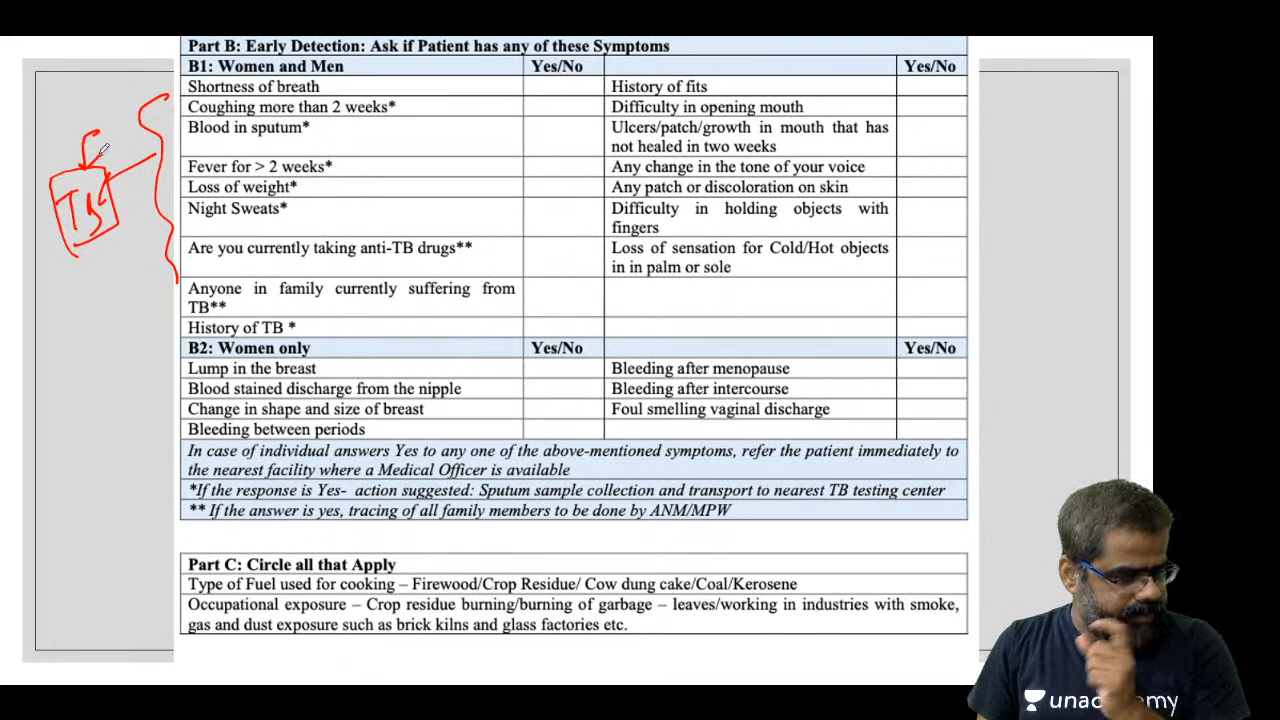 Part B: Early Detection: Ask if Patient has any of these Symptoms
B1: Women and Men Yes/No Yes/No
Shortness of breath History of fits
Coughing more than 2 weeks* Difficulty in opening mouth
Blood in sputum* Ulcers/patch/growth in mouth that has
not healed in two weeks
Fever for > 2 weeks* Any change in the tone of your voice
Loss of weight* Any patch or discoloration on skin
Night Sweats* Difficulty in holding objects with
fingers
Are you currently taking anti-TB drugs** Loss of sensation for Cold/Hot objects
in in palm or sole
Anyone in family currently suffering from
TB**
History of TB *
B2: Women only Yes/No Yes/No
Lump in the breast Bleeding after menopause
Blood stained discharge from the nipple Bleeding after intercourse
Change in shape and size of breast Foul smelling vaginal discharge
Bleeding between periods
In case of individual answers Yes to any one of the above-mentioned symptoms, refer the patient immediately to
the nearest facility where a Medical Officer is available
*If the response is Yes- action suggested: Sputum sample collection and transport to nearest TB testing center
** If the answer is yes, tracing of all family members to be done by ANM/MPW
Part C: Circle all that Apply
Type of Fuel used for cooking – Firewood/Crop Residue/ Cow dung cake/Coal/Kerosene
Occupational exposure – Crop residue burning/burning of garbage – leaves/working in industries with smoke,
gas and dust exposure such as brick kilns and glass factories etc.
TB
unacademy